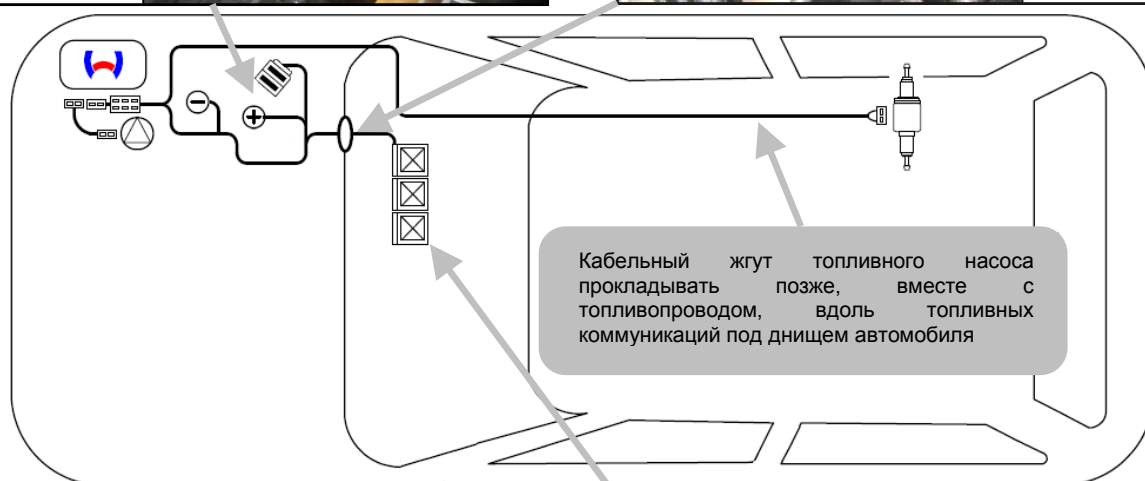 Кабельный жгут топливного насоса
прокладывать позже, вместе с
топливопроводом, вдоль топливных
коммуникаций под днищем автомобиля